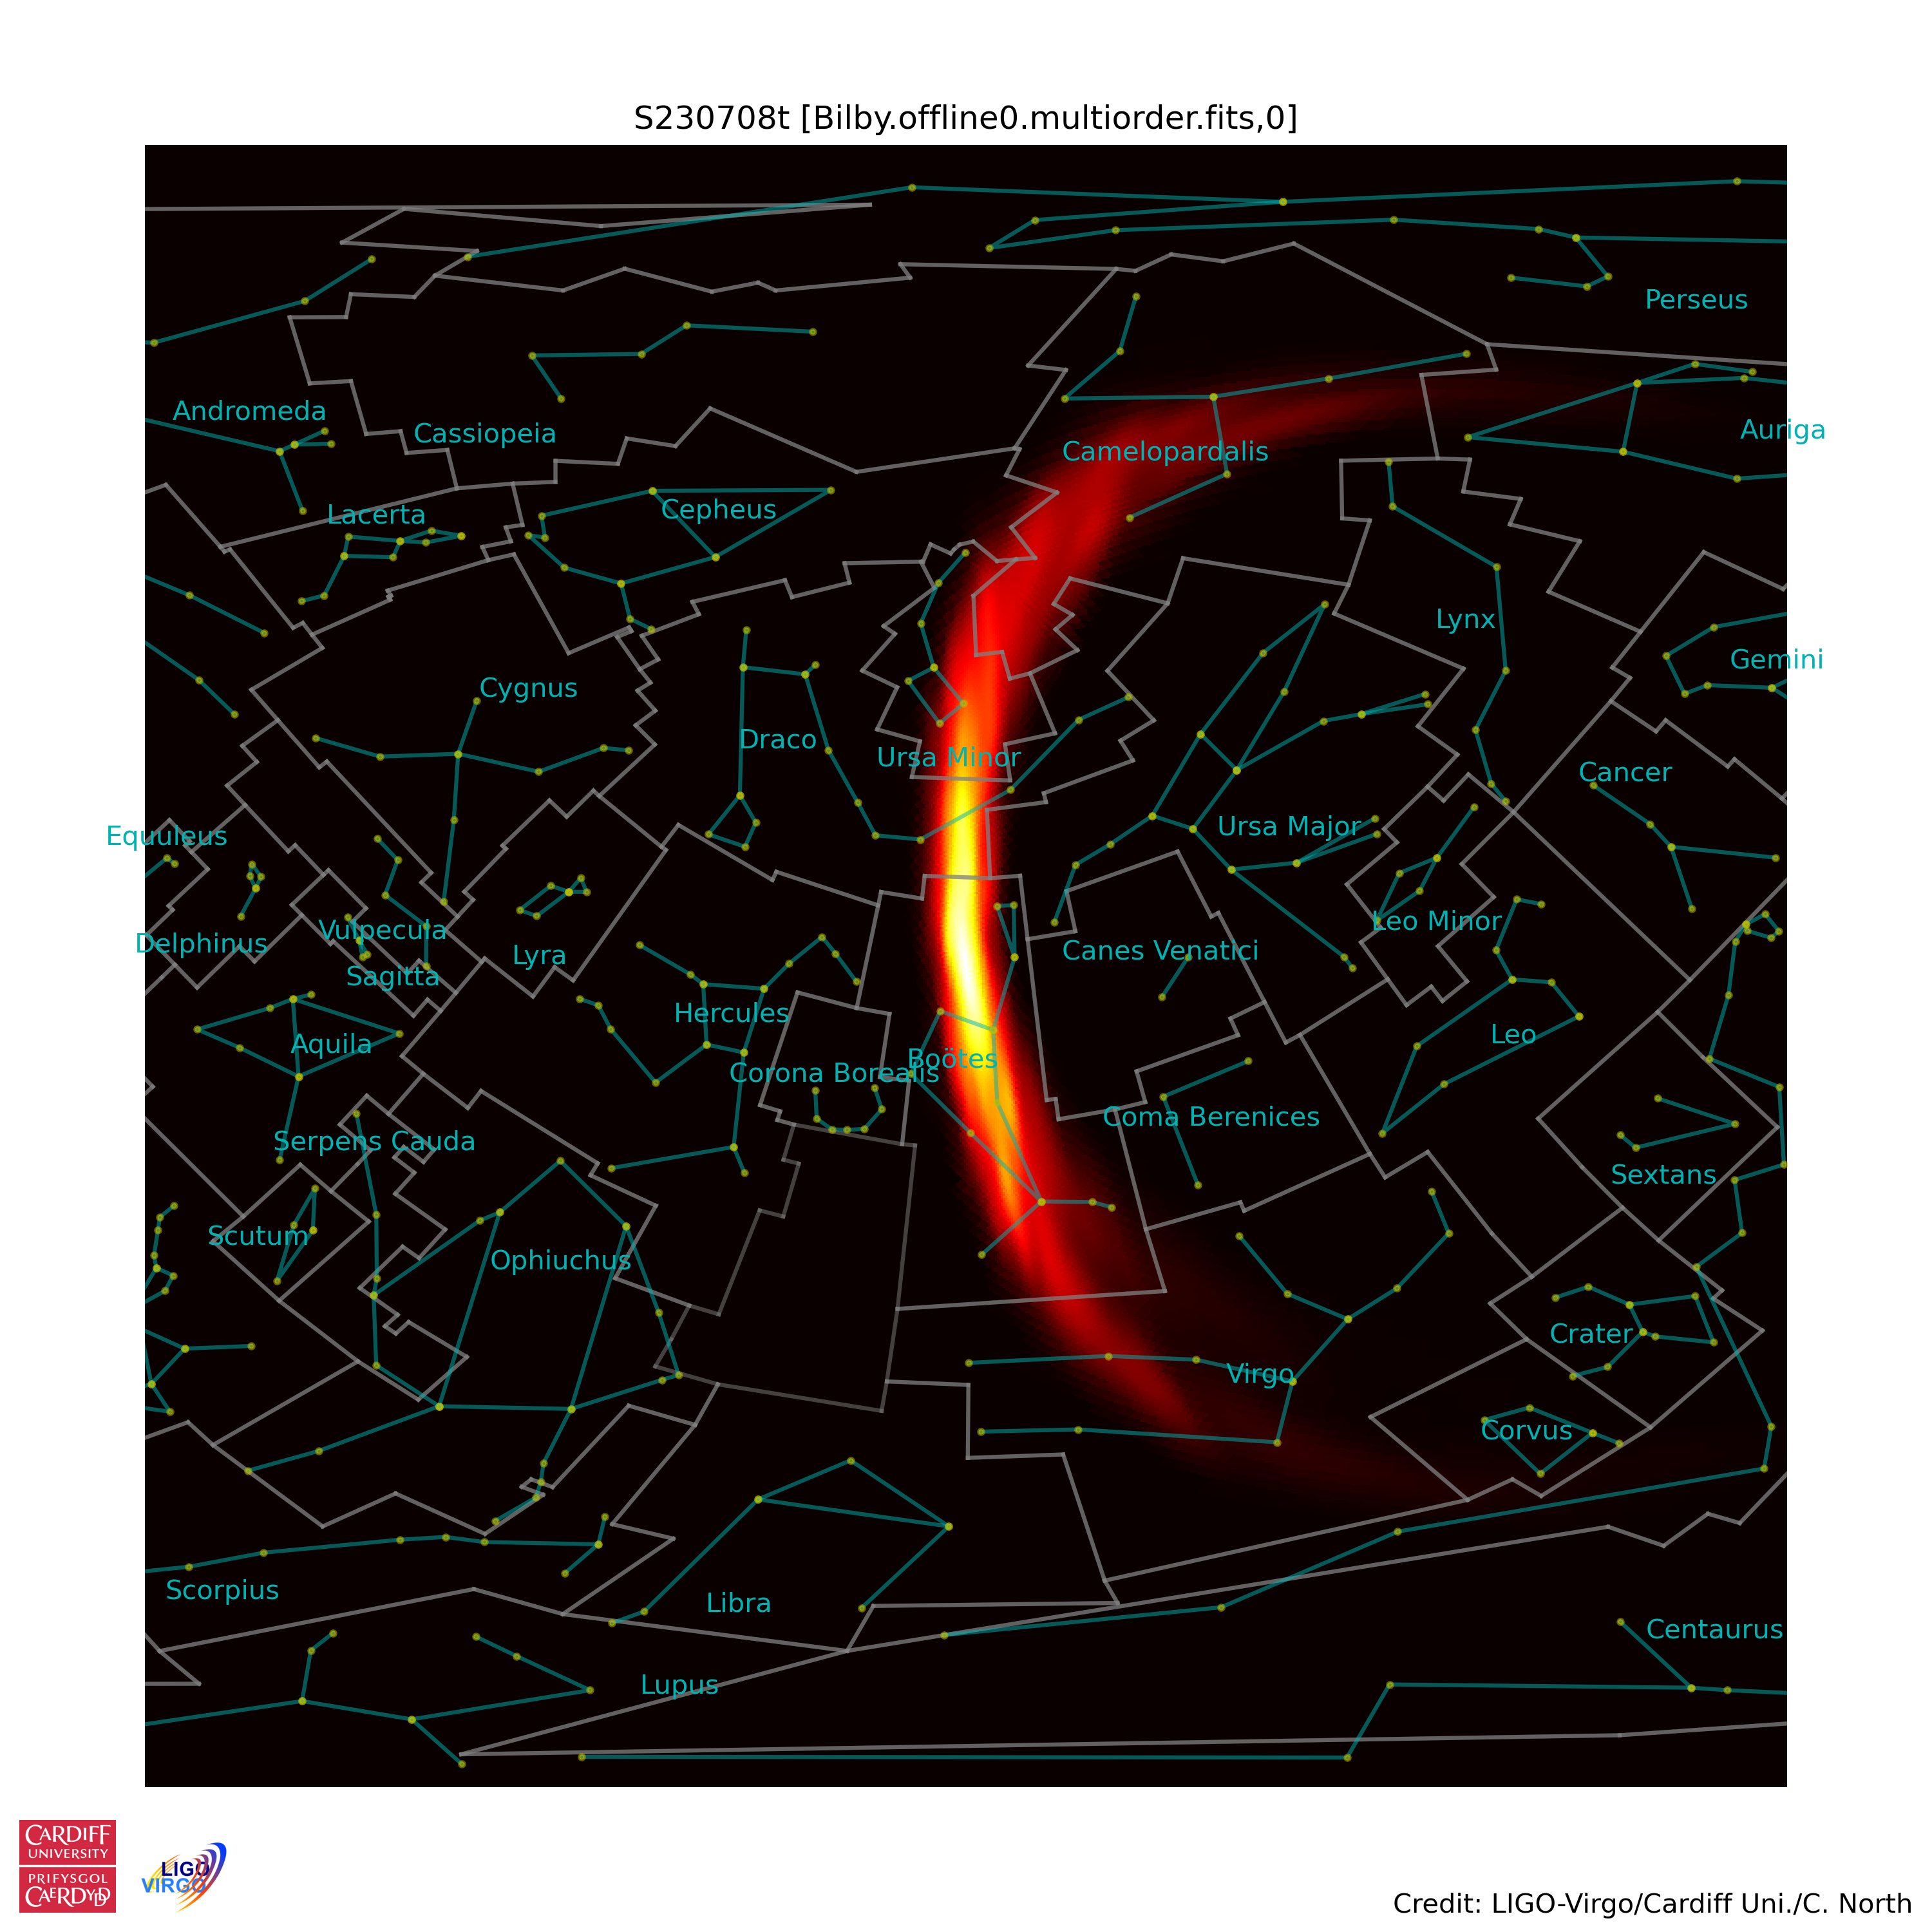 S230708t [Bilby.offline0.multiorder.fits,0]
Perseus
Andromeda
Auriga
Cassiopeia
Camelopardalis
Cepheus
Lacerta
Lynx
Gemini
Cygnus
Draco
Ursa Minor
Cancer
Ursa Major
Equuleus
Leo Minor
Vulpecula
Delphinus
Canes Venatici
Lyra
Sagitta
Hercules
Leo
Aquila
Boötes
Corona Borealis
Coma Berenices
Serpens Cauda
Sextans
Scutum
Ophiuchus
Crater
Virgo
Corvus
Scorpius
Libra
Centaurus
Lupus
CARDIFF
UNIVERSITY
PRIFYSGOL
CAERDYDD
LIGO
VIRGO
Credit: LIGO-Virgo/Cardiff Uni./C. North